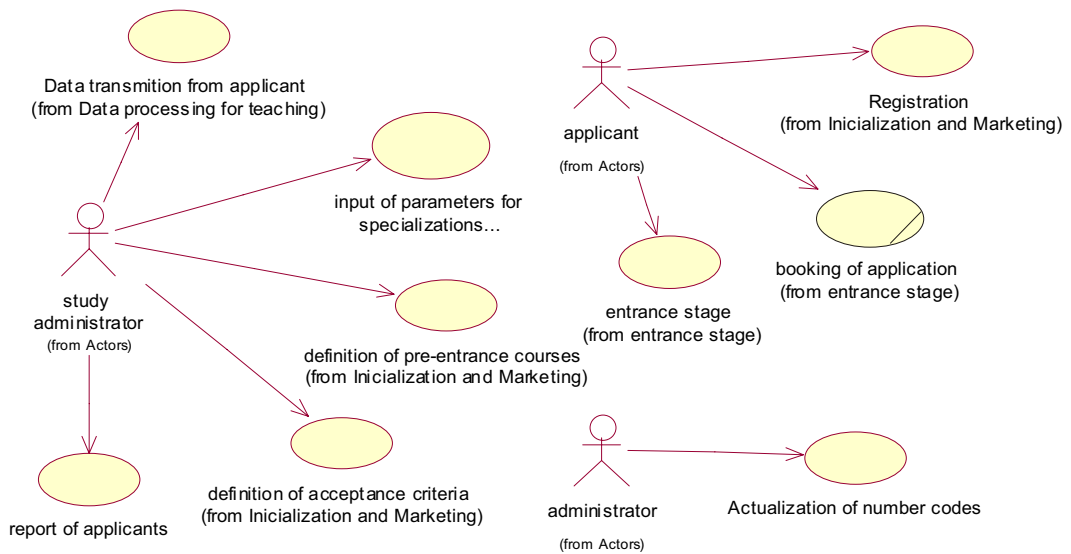 Data transmition from applicant
(from Data processing for teaching)
input of parameters for
specializations...
study
administrator
(from Actors)
definition of pre-entrance courses
(from Inicialization and Marketing)
definition of acceptance criteria
(from Inicialization and Marketing)
report of applicants
applicant
(from Actors)
Registration
(from Inicialization and Marketing)
booking of application
(from entrance stage)
entrance stage
(from entrance stage)
administrator
(from Actors)
Actualization of number codes